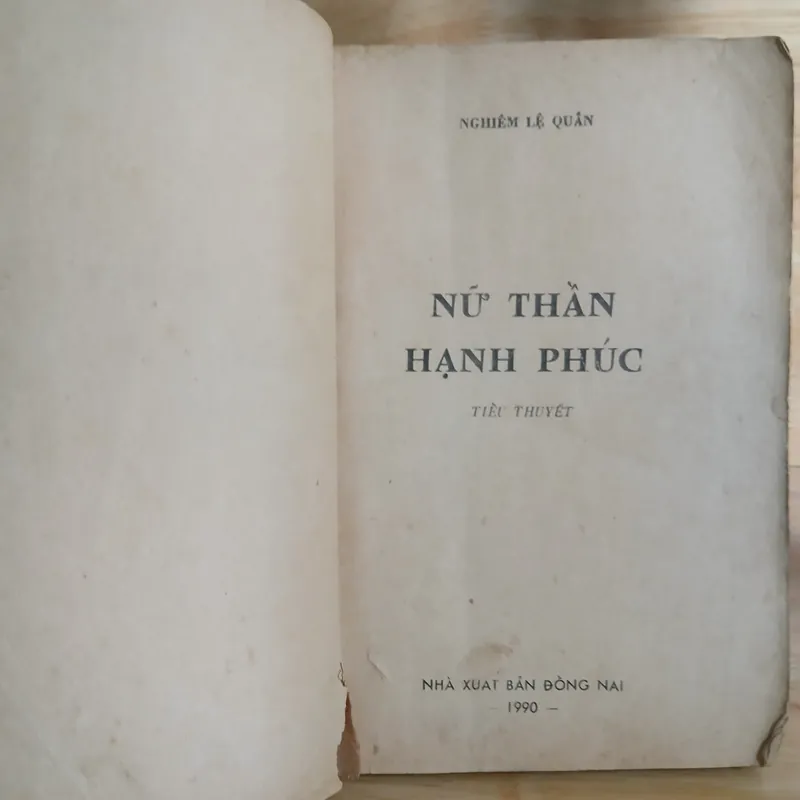 NGHIÊM LỆ QUÂN
NỮ THẦN
HẠNH PHÚC
TIỂU THUYẾT
NHÀ XUẤT BẢN ĐỒNG NAI
– 1990 –